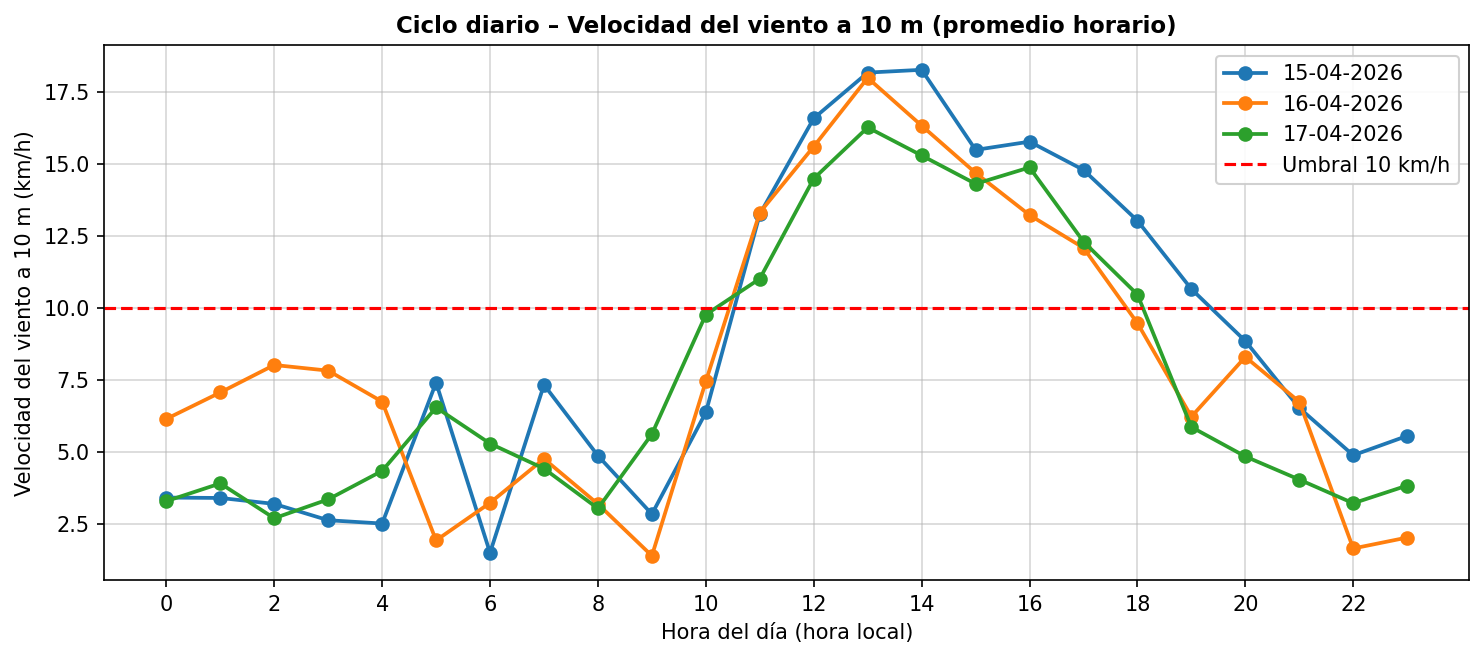 Ciclo diario – Velocidad del viento a 10 m (promedio horario)
Velocidad del viento a 10 m (km/h)
17.5
15.0
12.5
10.0
7.5
5.0
2.5
15-04-2026
16-04-2026
17-04-2026
Umbral 10 km/h
0 2 4 6 8 10 12 14 16 18 20 22
Hora del día (hora local)